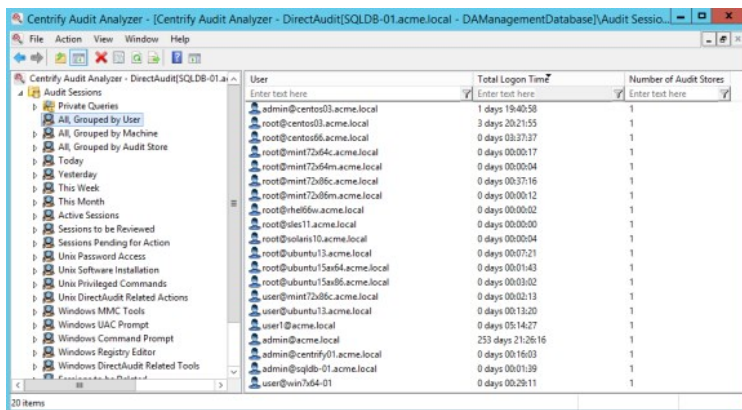 Centrify Audit Analyzer - [Centrify Audit Analyzer - DirectAudit[SQLDB-01.acme.local - DAManagementDatabase]\Audit Sessio...
File Action View Window Help
Centrify Audit Analyzer - DirectAudit[SQLDB-01.a
Audit Sessions
Private Queries
All, Grouped by User
All, Grouped by Machine
All, Grouped by Audit Store
Today
Yesterday
This Week
This Month
Active Sessions
Sessions to be Reviewed
Sessions Pending for Action
Unix Password Access
Unix Software Installation
Unix Privileged Commands
Unix DirectAudit Related Actions
Windows MMC Tools
Windows UAC Prompt
Windows Command Prompt
Windows Registry Editor
Windows DirectAudit Related Tools
User Total Logon Time Number of Audit Stores
Enter text here Enter text here Enter text here
admin@centos03.acme.local 1 days 19:40:58 1
root@centos03.acme.local 3 days 20:21:55 1
root@centos66.acme.local 0 days 03:37:37 1
root@mint72x64c.acme.local 0 days 00:00:17 1
root@mint72x64m.acme.local 0 days 00:00:04 1
root@mint72x86c.acme.local 0 days 00:37:16 1
root@mint72x86m.acme.local 0 days 00:00:12 1
root@rhel66w.acme.local 0 days 00:00:02 1
root@sles11.acme.local 0 days 00:00:00 1
root@solaris10.acme.local 0 days 00:00:04 1
root@ubuntu13.acme.local 0 days 00:07:21 1
root@ubuntu15ax64.acme.local 0 days 00:01:43 1
root@ubuntu15ax86.acme.local 0 days 00:03:02 1
user@mint72x86c.acme.local 0 days 00:02:13 1
user@ubuntu13.acme.local 0 days 00:13:20 1
user1@acme.local 0 days 05:14:27 1
admin@acme.local 253 days 21:26:16 1
admin@centrify01.acme.local 0 days 00:16:03 1
admin@sqldb-01.acme.local 0 days 00:01:39 1
user@win7x64-01 0 days 00:29:11 1
20 items